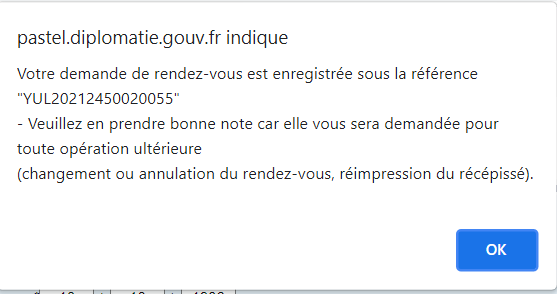 pastel.diplomatie.gouv.fr indique
Votre demande de rendez-vous est enregistrée sous la référence
"YUL20212450020055"
- Veuillez en prendre bonne note car elle vous sera demandée pour
toute opération ultérieure
(changement ou annulation du rendez-vous, réimpression du récépissé).
OK